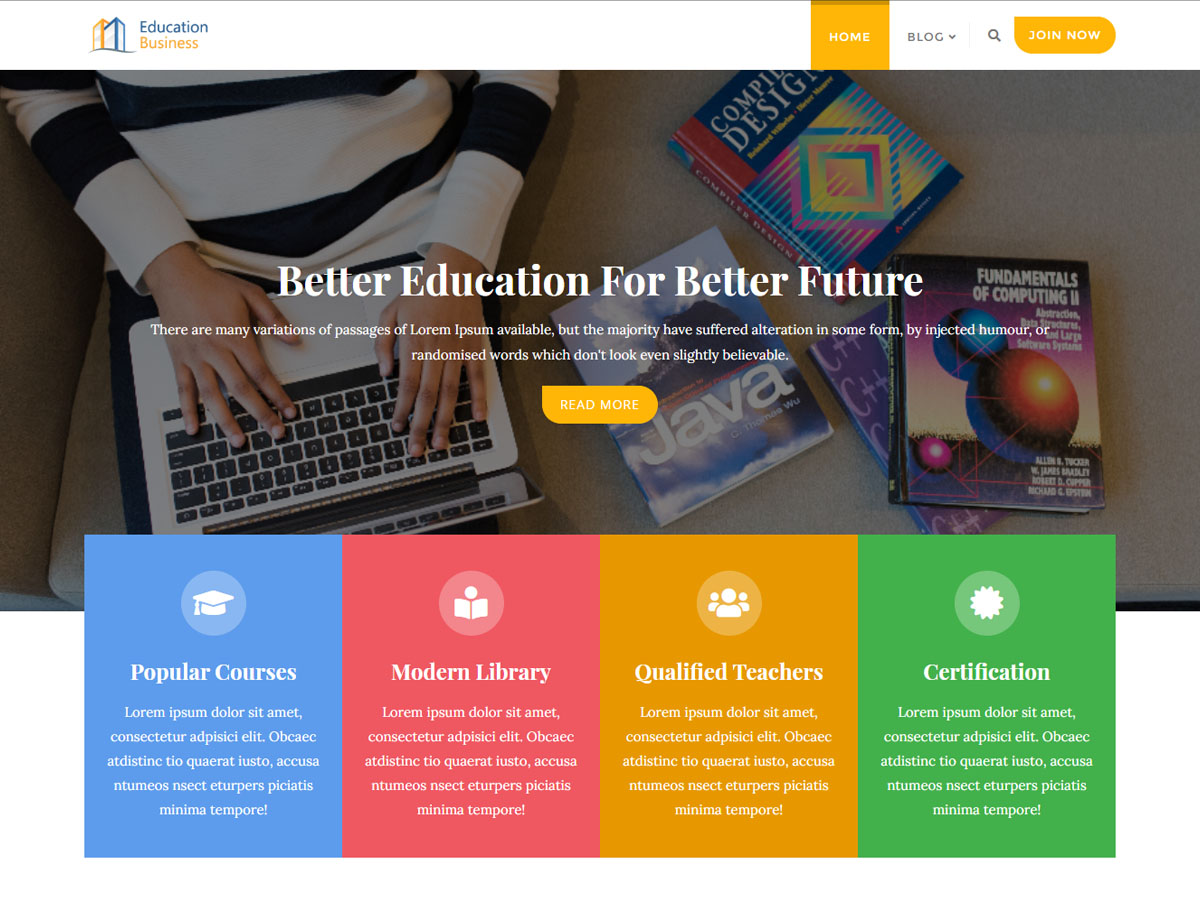 Education
Business
HOME
BLOG
JOIN NOW
COMPILER
DESIGN
Reinhard Wilhelm · Dieter Maurer
COMPILER DESIGN
Better Education For Better Future
FUNDAMENTALS
OF COMPUTING II
Abstraction,
Data Structures,
and Large
Software Systems
There are many variations of passages of Lorem Ipsum available, but the majority have suffered alteration in some form, by injected humour, or
randomised words which don't look even slightly believable.
READ MORE
Java
C. Thomas Wu
C++
C++
ALLEN B. TUCKER
W. JAMES BRADLEY
ROBERT D. CUPPER
RICHARD G. EPSTEIN
C++
Popular Courses
Lorem ipsum dolor sit amet,
consectetur adpisici elit. Obcaec
atdistinc tio quaerat iusto, accusa
ntumeos nsect eturpers piciatis
minima tempore!
Modern Library
Lorem ipsum dolor sit amet,
consectetur adpisici elit. Obcaec
atdistinc tio quaerat iusto, accusa
ntumeos nsect eturpers piciatis
minima tempore!
Qualified Teachers
Lorem ipsum dolor sit amet,
consectetur adpisici elit. Obcaec
atdistinc tio quaerat iusto, accusa
ntumeos nsect eturpers piciatis
minima tempore!
Certification
Lorem ipsum dolor sit amet,
consectetur adpisici elit. Obcaec
atdistinc tio quaerat iusto, accusa
ntumeos nsect eturpers piciatis
minima tempore!